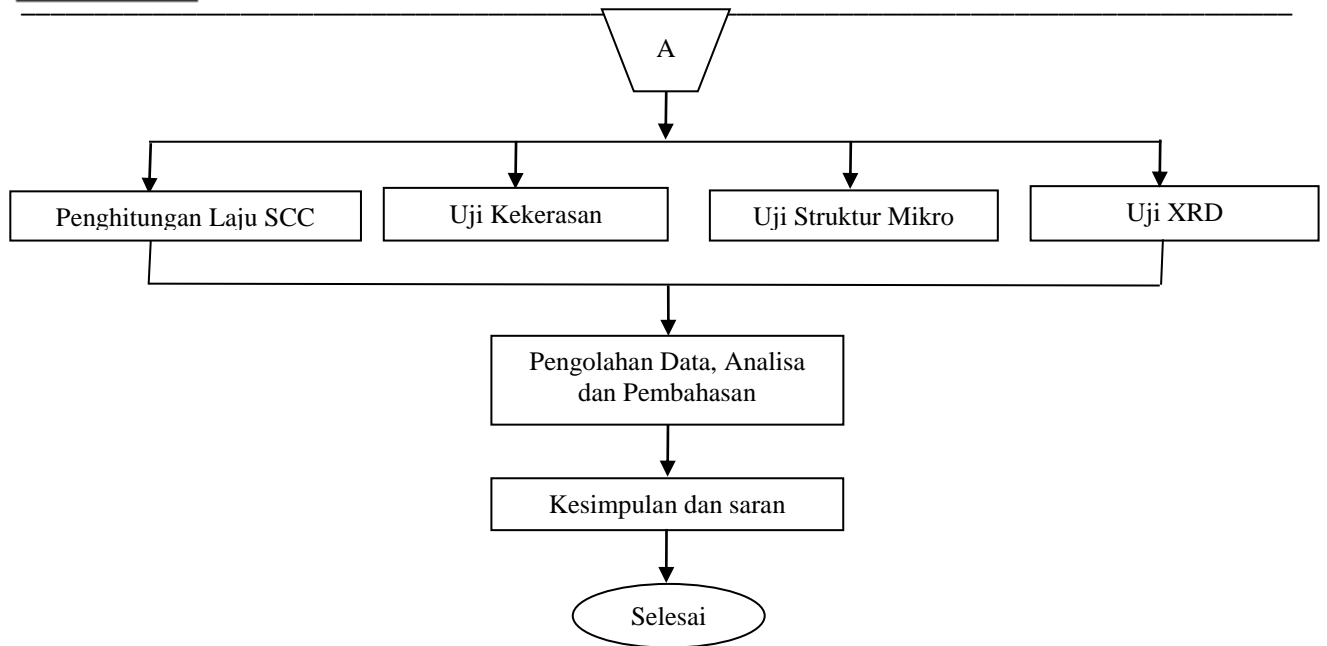 A
Penghitungan Laju SCC
Uji Kekerasan
Uji Struktur Mikro
Uji XRD
Pengolahan Data, Analisa
dan Pembahasan
Kesimpulan dan saran
Selesai